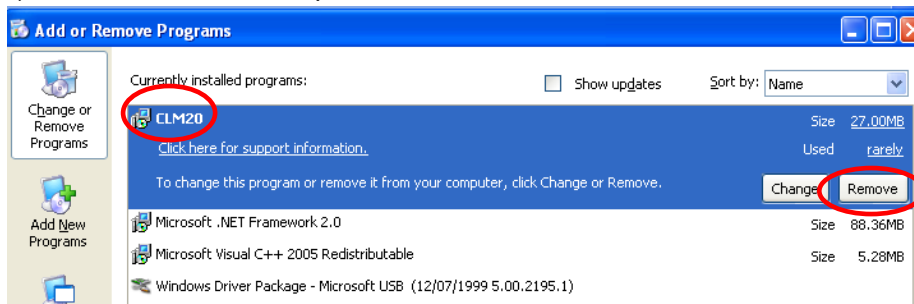 Add or Remove Programs
Change or Remove Programs
Currently installed programs:
Show updates
Sort by: Name
CLM20
Size 27.00MB
Click here for support information.
Used rarely
To change this program or remove it from your computer, click Change or Remove.
Change Remove
Add New Programs
Microsoft .NET Framework 2.0
Size 88.36MB
Microsoft Visual C++ 2005 Redistributable
Size 5.28MB
Windows Driver Package - Microsoft USB (12/07/1999 5.00.2195.1)